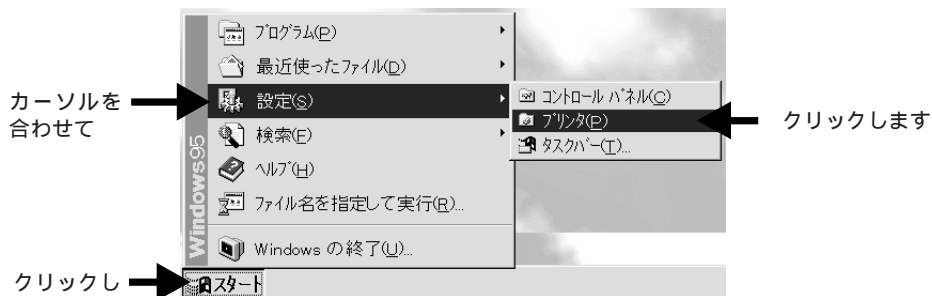 プログラム(P)
最近使ったファイル(D)
カーソルを
合わせて
設定(S)
コントロール パネル(C)
プリンタ(P)
クリックします
タスクバー(T)...
検索(F)
ヘルプ(H)
ファイル名を指定して実行(R)...
Windows の終了(U)...
Windows95
クリックし
スタート